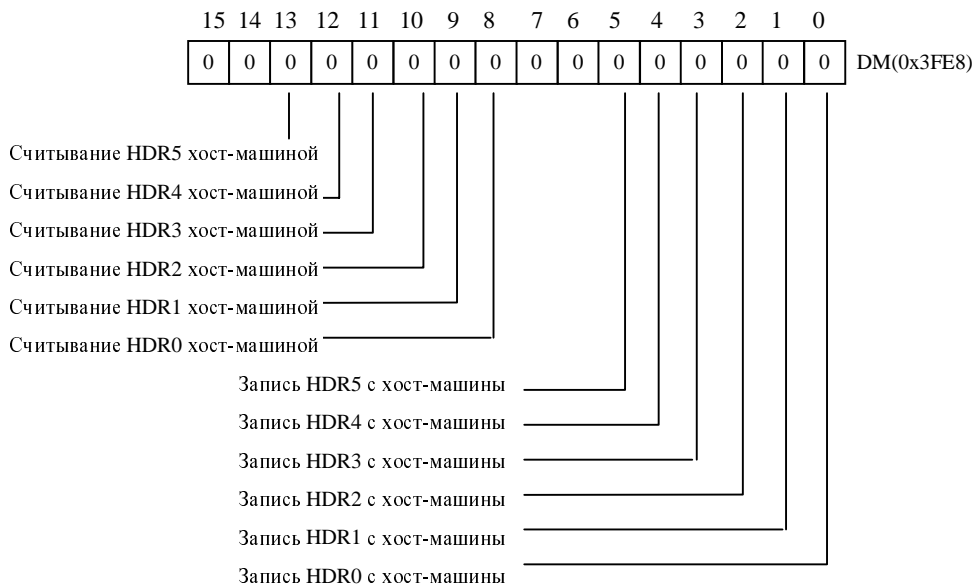 15 14 13 12 11 10 9 8 7 6 5 4 3 2 1 0
0 0 0 0 0 0 0 0 0 0 0 0 0 0 0 0 DM(0x3FE8)
Считывание HDR5 хост-машиной
Считывание HDR4 хост-машиной
Считывание HDR3 хост-машиной
Считывание HDR2 хост-машиной
Считывание HDR1 хост-машиной
Считывание HDR0 хост-машиной
Запись HDR5 с хост-машины
Запись HDR4 с хост-машины
Запись HDR3 с хост-машины
Запись HDR2 с хост-машины
Запись HDR1 с хост-машины
Запись HDR0 с хост-машины